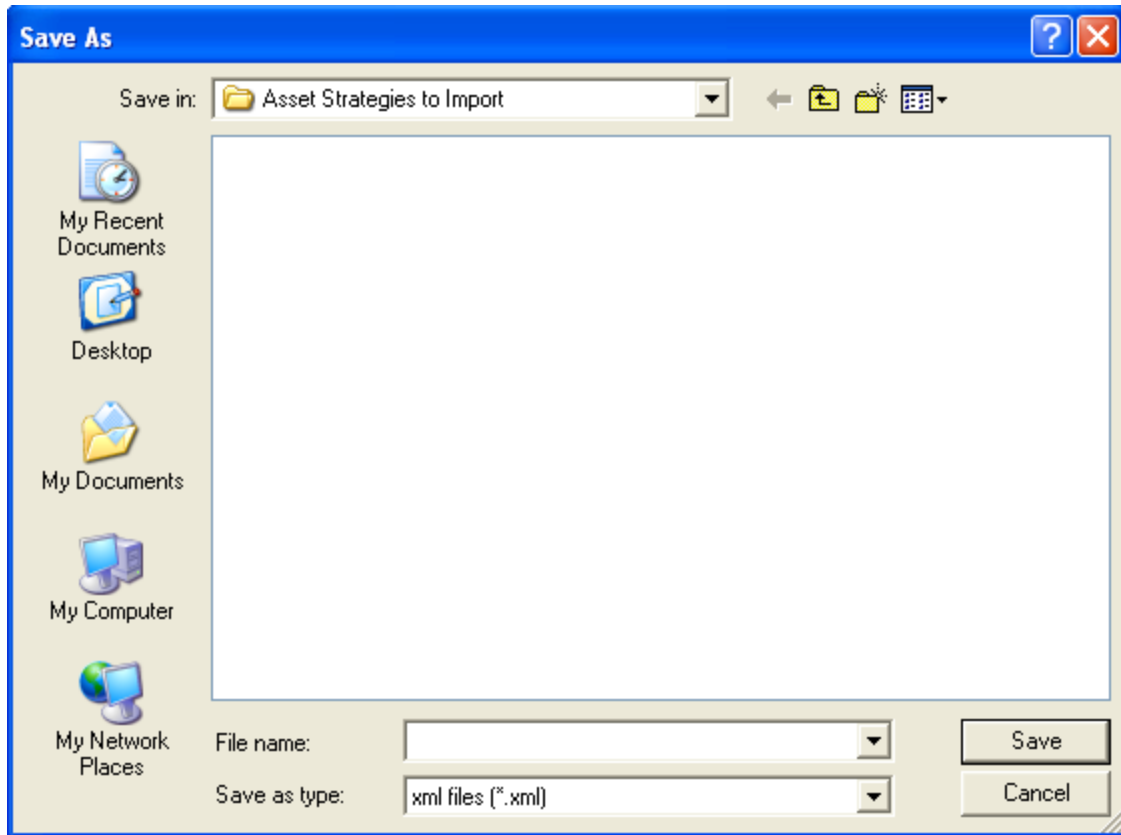 Save As
Save in: Asset Strategies to Import
My Recent
Documents
Desktop
My Documents
My Computer
My Network
Places
File name:
Save
Save as type: xml files (*.xml)
Cancel